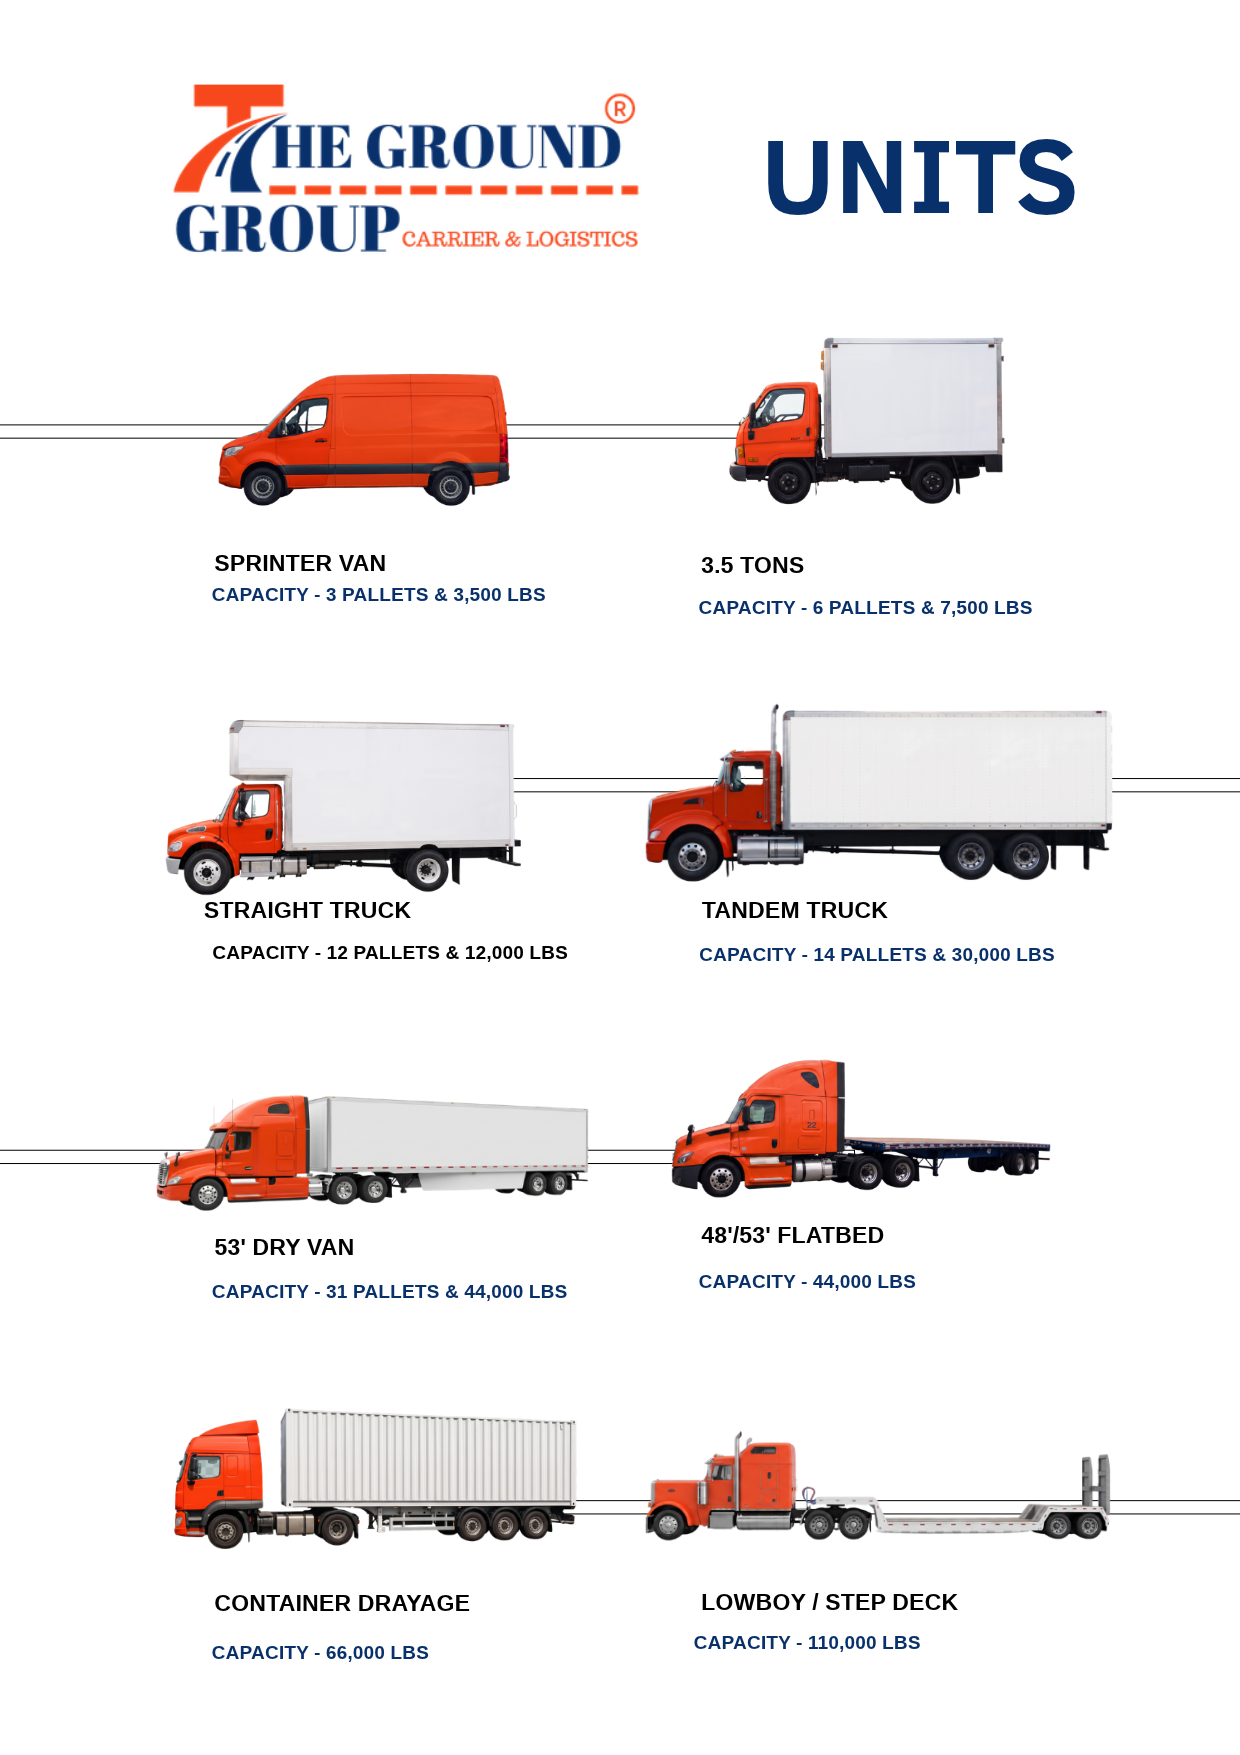 THE GROUND®
GROUP CARRIER & LOGISTICS
UNITS
SPRINTER VAN
CAPACITY - 3 PALLETS & 3,500 LBS
3.5 TONS
CAPACITY - 6 PALLETS & 7,500 LBS
STRAIGHT TRUCK
CAPACITY - 12 PALLETS & 12,000 LBS
TANDEM TRUCK
CAPACITY - 14 PALLETS & 30,000 LBS
53' DRY VAN
CAPACITY - 31 PALLETS & 44,000 LBS
22
48'/53' FLATBED
CAPACITY - 44,000 LBS
CONTAINER DRAYAGE
CAPACITY - 66,000 LBS
LOWBOY / STEP DECK
CAPACITY - 110,000 LBS